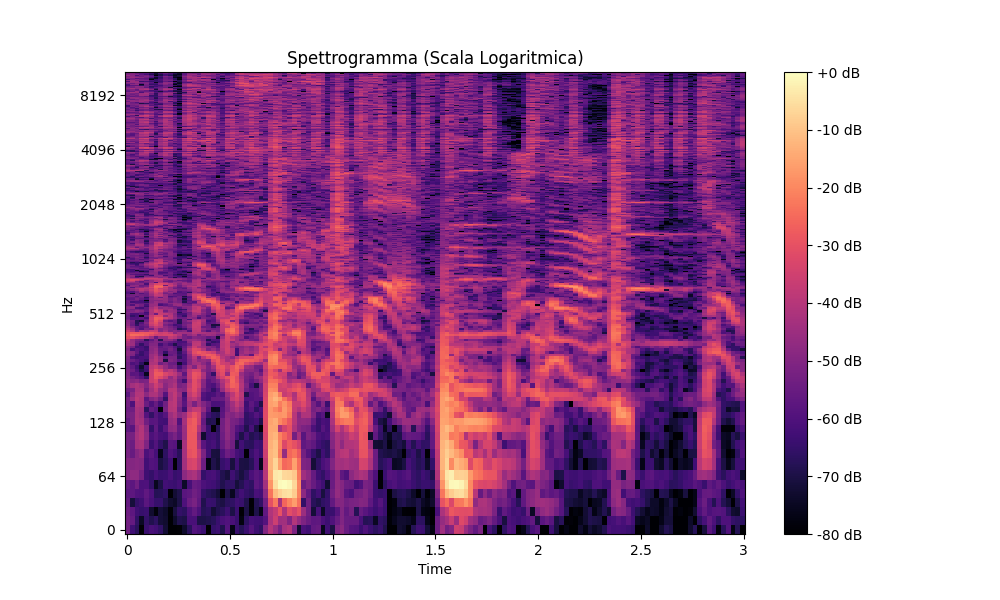 Spettrogramma (Scala Logaritmica)
8192
4096
2048
1024
512
256
128
64
0
Hz
0
0.5
1
1.5
2
2.5
3
Time
+0 dB
-10 dB
-20 dB
-30 dB
-40 dB
-50 dB
-60 dB
-70 dB
-80 dB